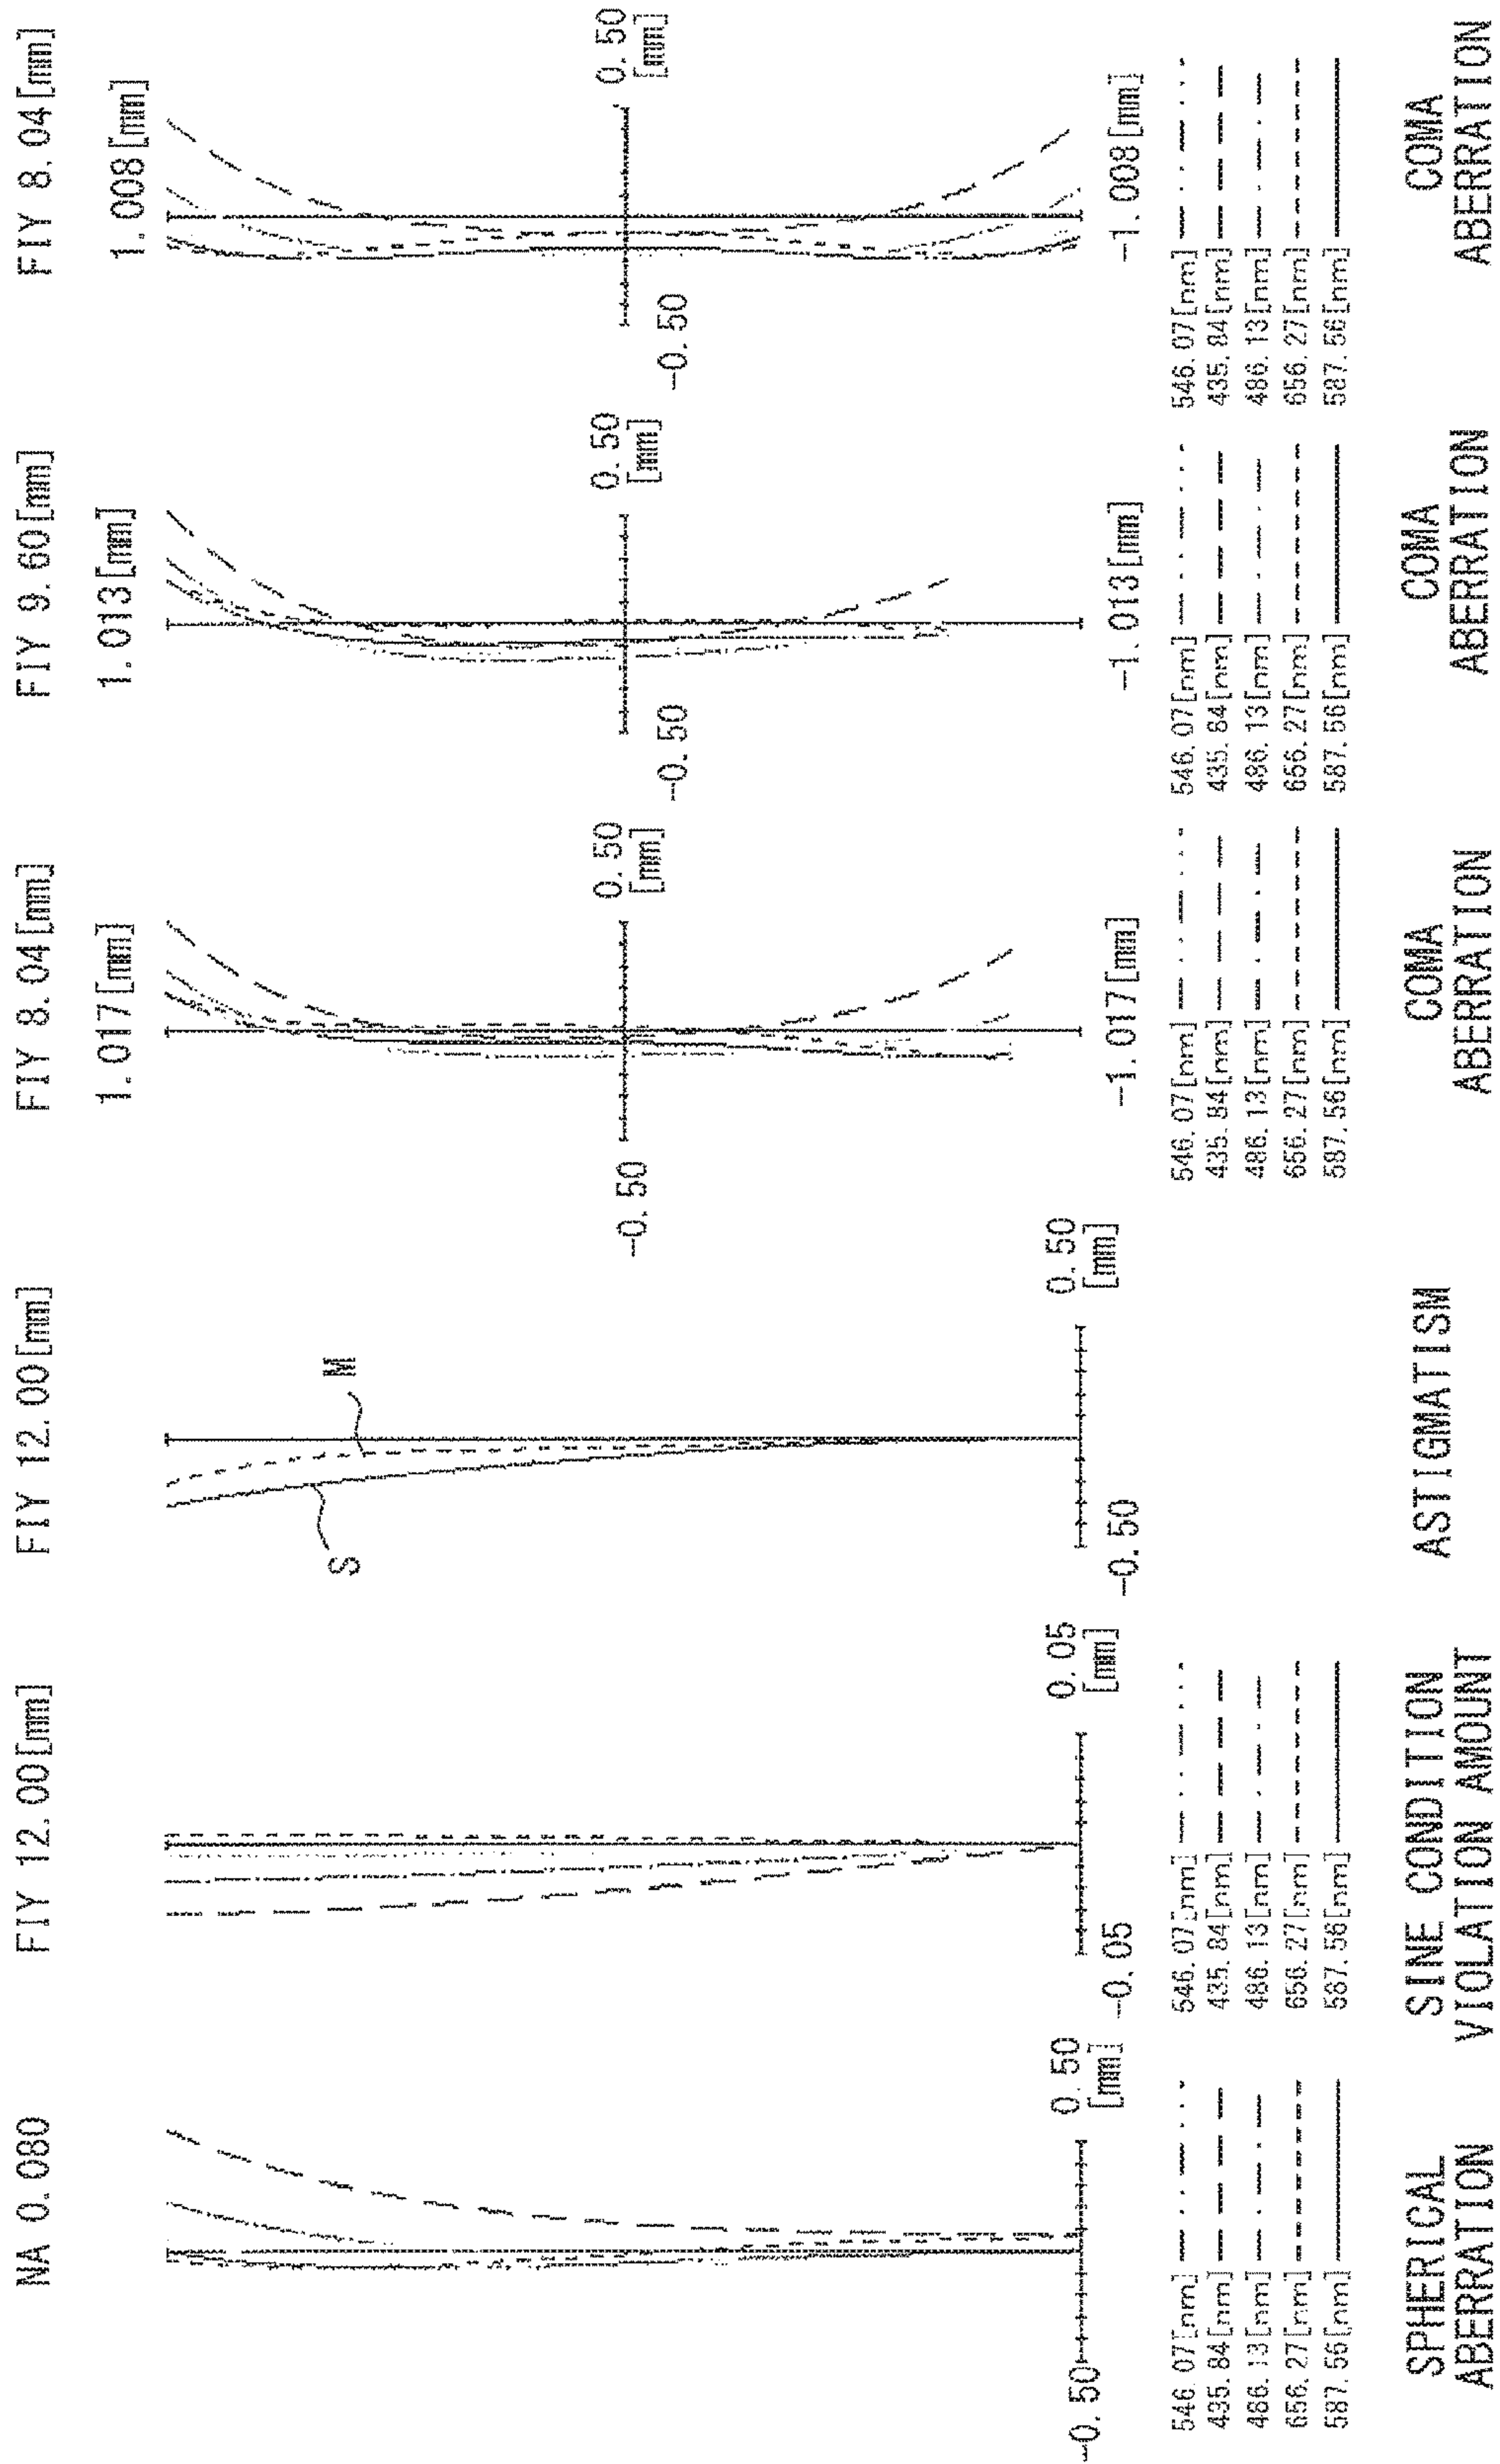 NA 0.080
0.50
[mm]
-0.50
546.07[nm]
435.84[nm]
486.13[nm]
656.27[nm]
587.56[nm]
SPHERICAL
ABERRATION
FIY 12.00[mm]
0.05
[mm]
-0.05
546.07[nm]
435.84[nm]
486.13[nm]
656.27[nm]
587.56[nm]
SINE CONDITION
VIOLATION AMOUNT
FIY 12.00[mm]
S
M
0.50
[mm]
-0.50
ASTIGMATISM
FIY 8.04[mm]
1.017[mm]
0.50
[mm]
-0.50
-1.017[mm]
546.07[nm]
435.84[nm]
486.13[nm]
656.27[nm]
587.56[nm]
COMA
ABERRATION
FIY 9.60[mm]
1.013[mm]
0.50
[mm]
-0.50
-1.013[mm]
546.07[nm]
435.84[nm]
486.13[nm]
656.27[nm]
587.56[nm]
COMA
ABERRATION
FIY 8.04[mm]
1.008[mm]
0.50
[mm]
-0.50
-1.008[mm]
546.07[nm]
435.84[nm]
486.13[nm]
656.27[nm]
587.56[nm]
COMA
ABERRATION